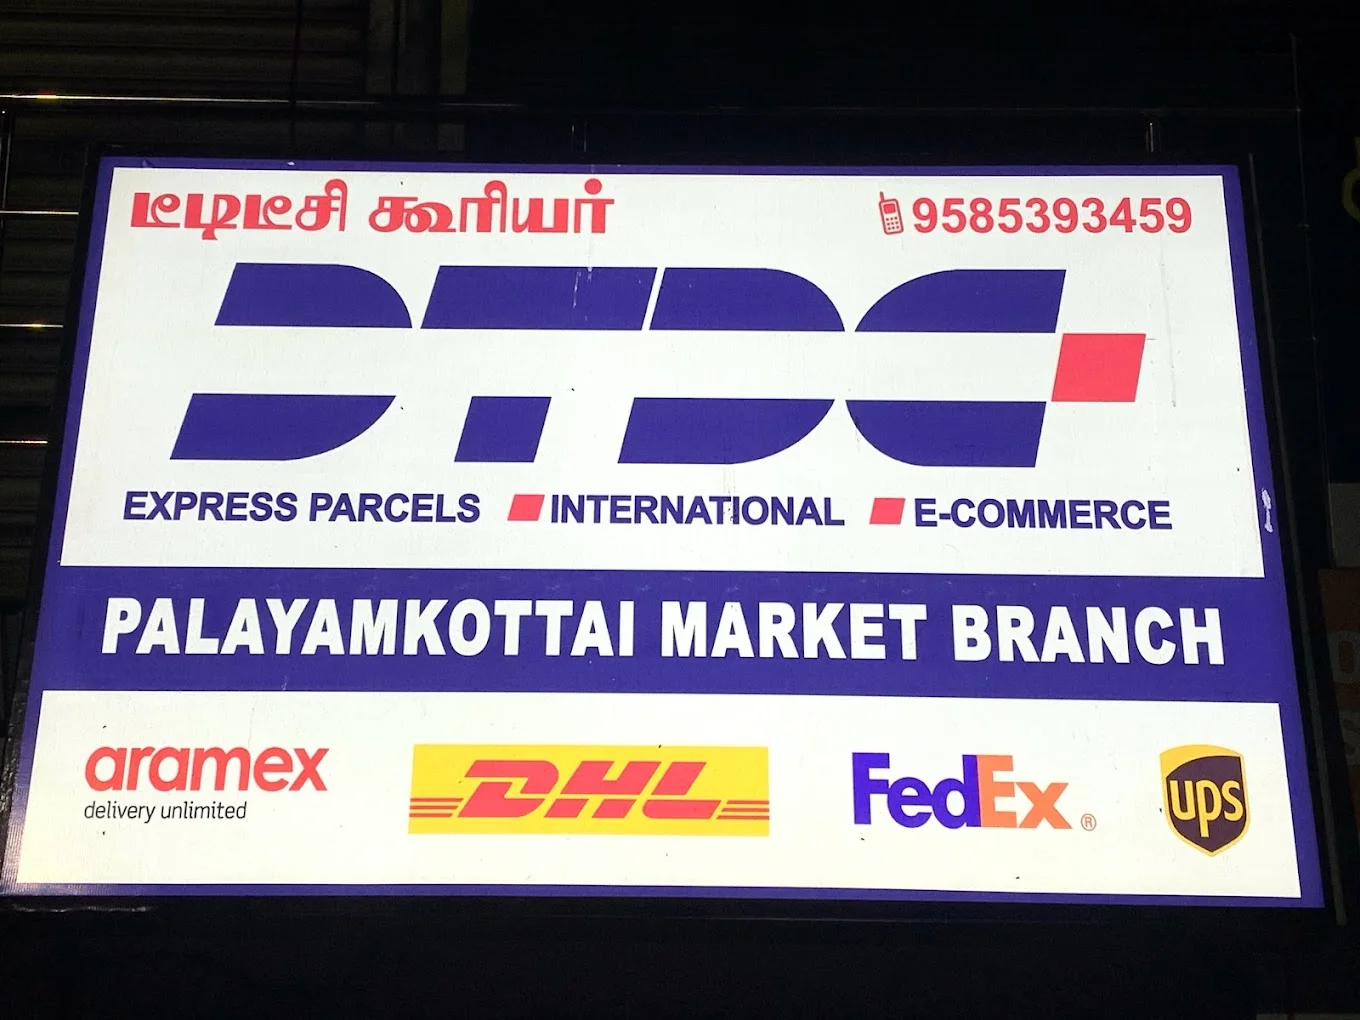 டீடிடீசி கூரியர் 9585393459
DTDC
EXPRESS PARCELS INTERNATIONAL E-COMMERCE
PALAYAMKOTTAI MARKET BRANCH
aramex DHL FedEx ® ups
delivery unlimited